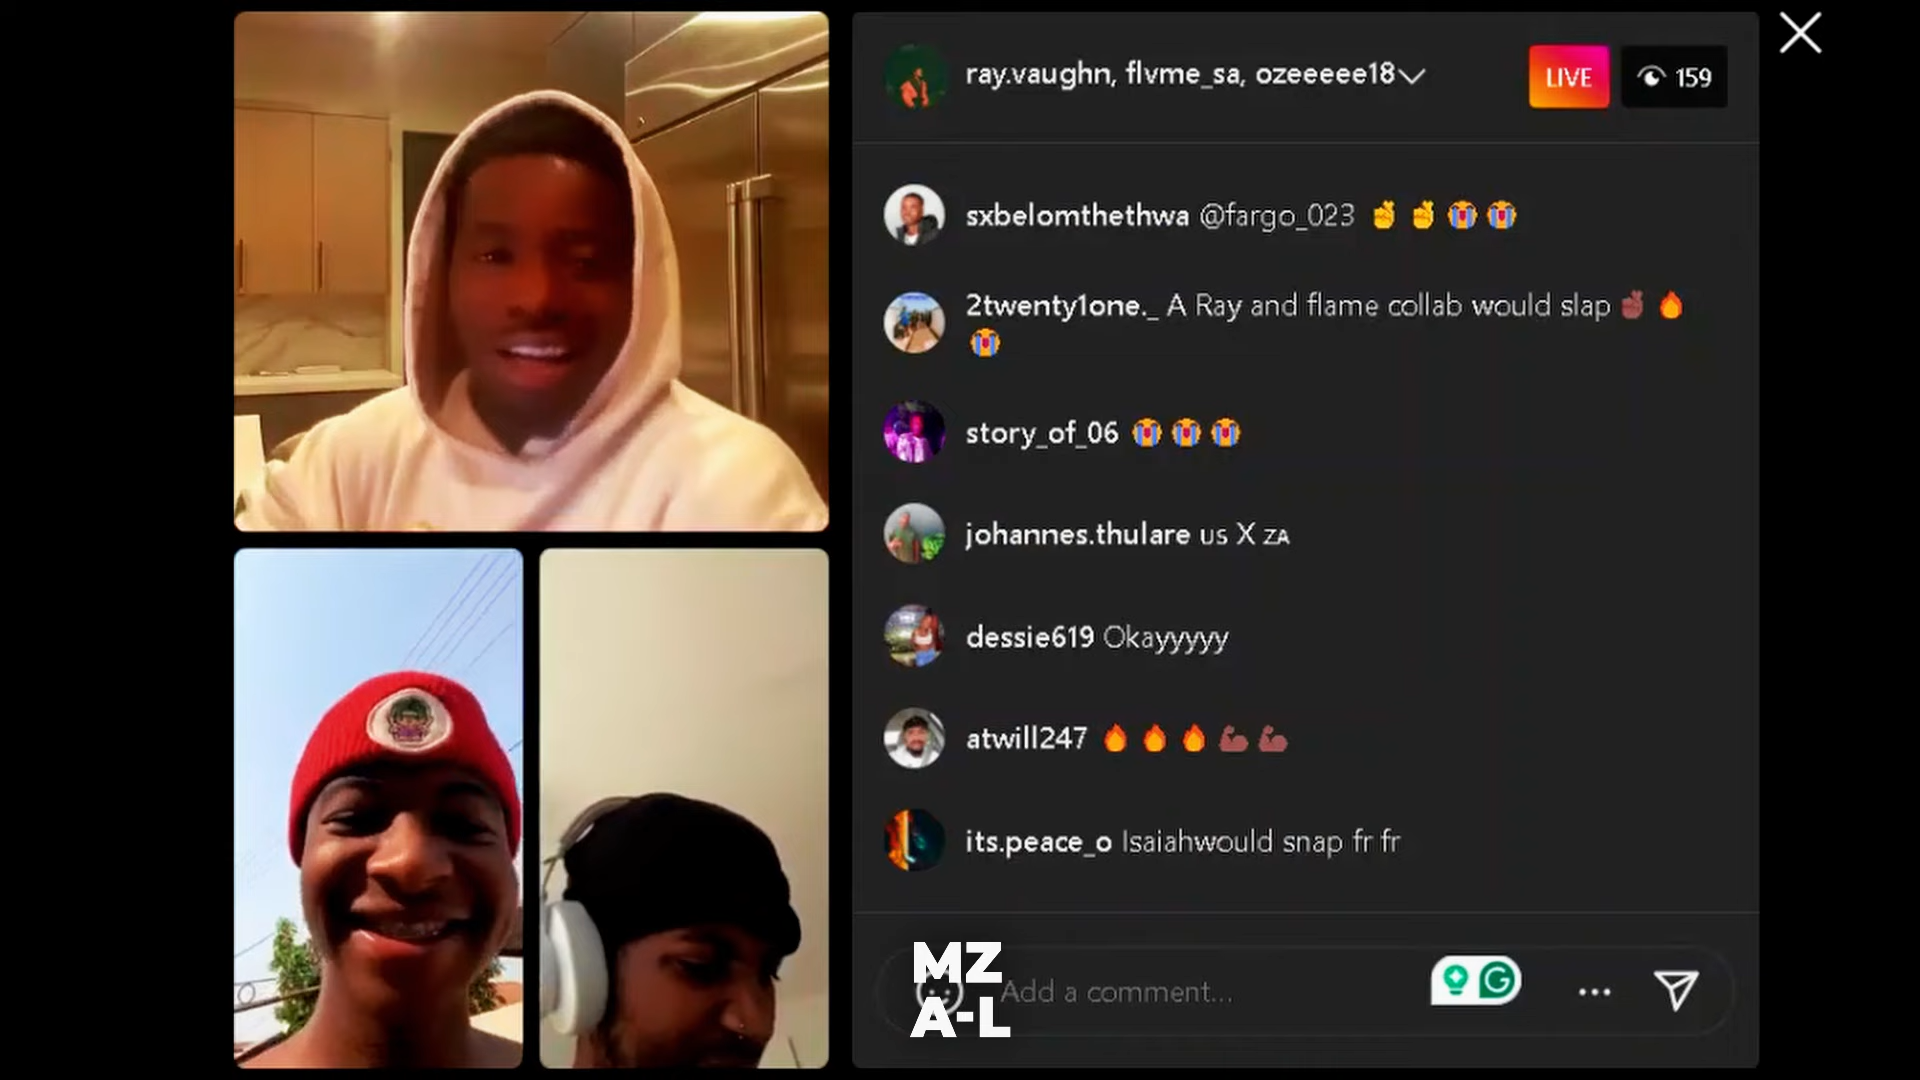 ray.vaughn, flvme_sa, ozeeeee18
LIVE
159
sxbelomthethwa @fargo_023 🤞 🤞 😭 😭
2twenty1one._ A Ray and flame collab would slap 🤞🏾 🔥
😭
story_of_06 😭 😭 😭
johannes.thulare us X ZA
dessie619 Okayyyyy
atwill247 🔥 🔥 🔥 💪🏾 💪🏾
its.peace_o Isaiahwould snap fr fr
MZ
A-L
Add a comment...